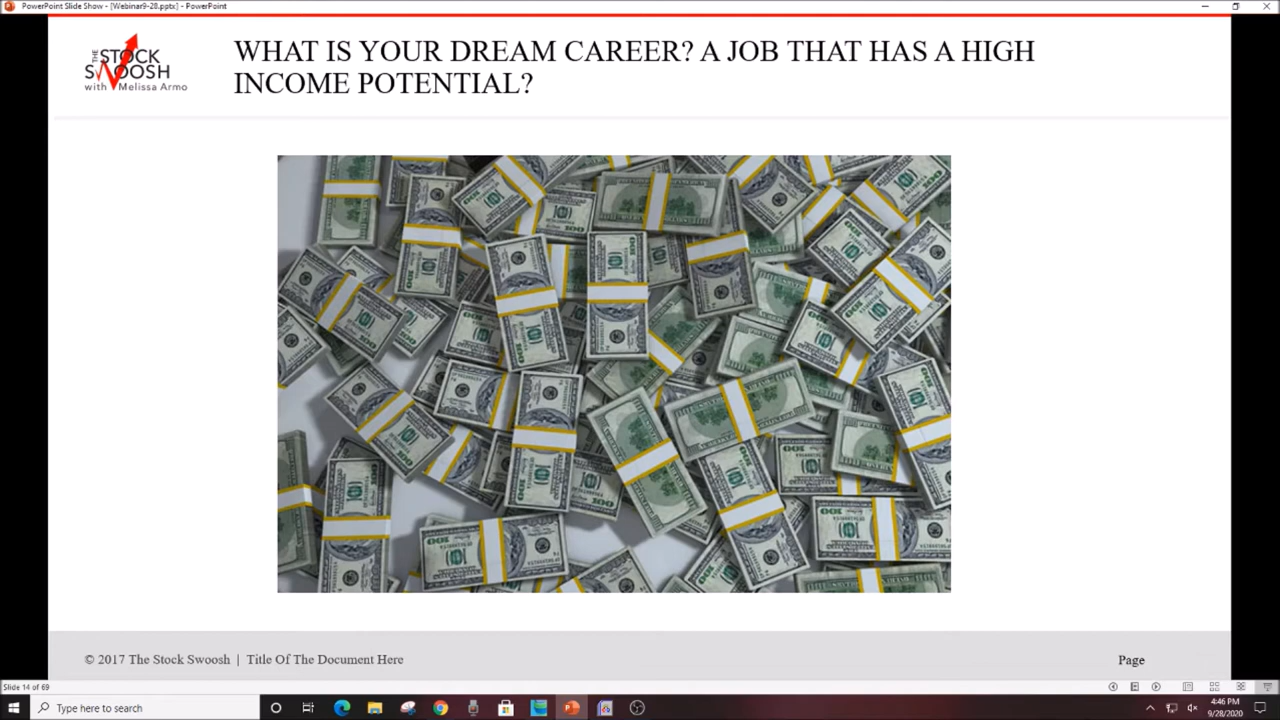 PowerPoint Slide Show - [Webinar9-28.pptx] - PowerPoint
THE STOCK
SWOOSH
with Melissa Armo
WHAT IS YOUR DREAM CAREER? A JOB THAT HAS A HIGH
INCOME POTENTIAL?
© 2017 The Stock Swoosh | Title Of The Document Here
Page
Slide 14 of 69
Type here to search
4:46 PM
9/28/2020